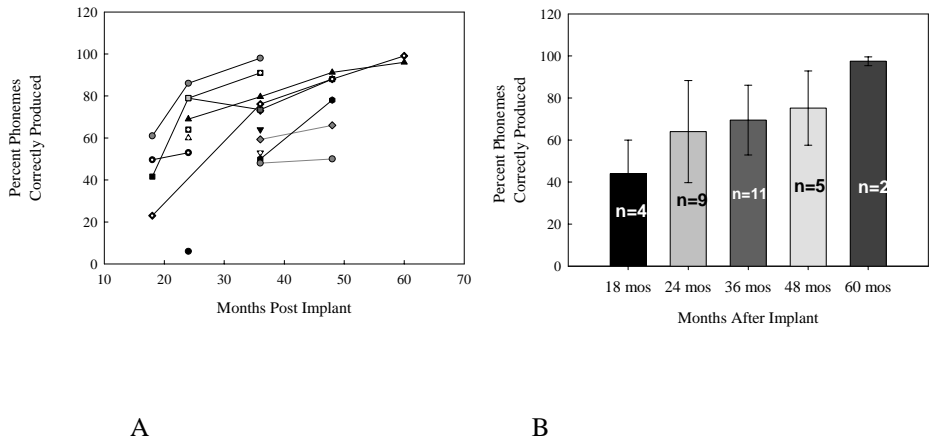 Percent Phonemes
Correctly Produced
120
100
80
60
40
20
0
10 20 30 40 50 60 70
Months Post Implant
A
Percent Phonemes
Correctly Produced
120
100
80
60
40
20
0
n=4
n=9
n=11
n=5
n=2
18 mos 24 mos 36 mos 48 mos 60 mos
Months After Implant
B